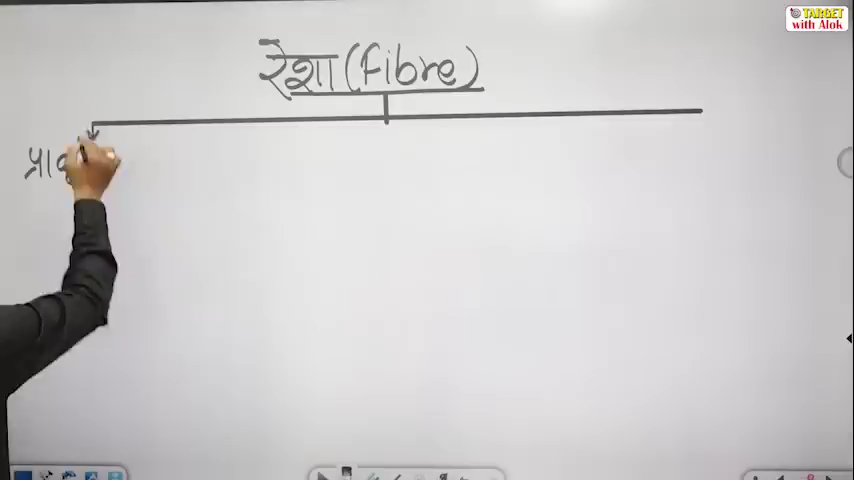 TARGET
with Alok
रेशा (Fibre)